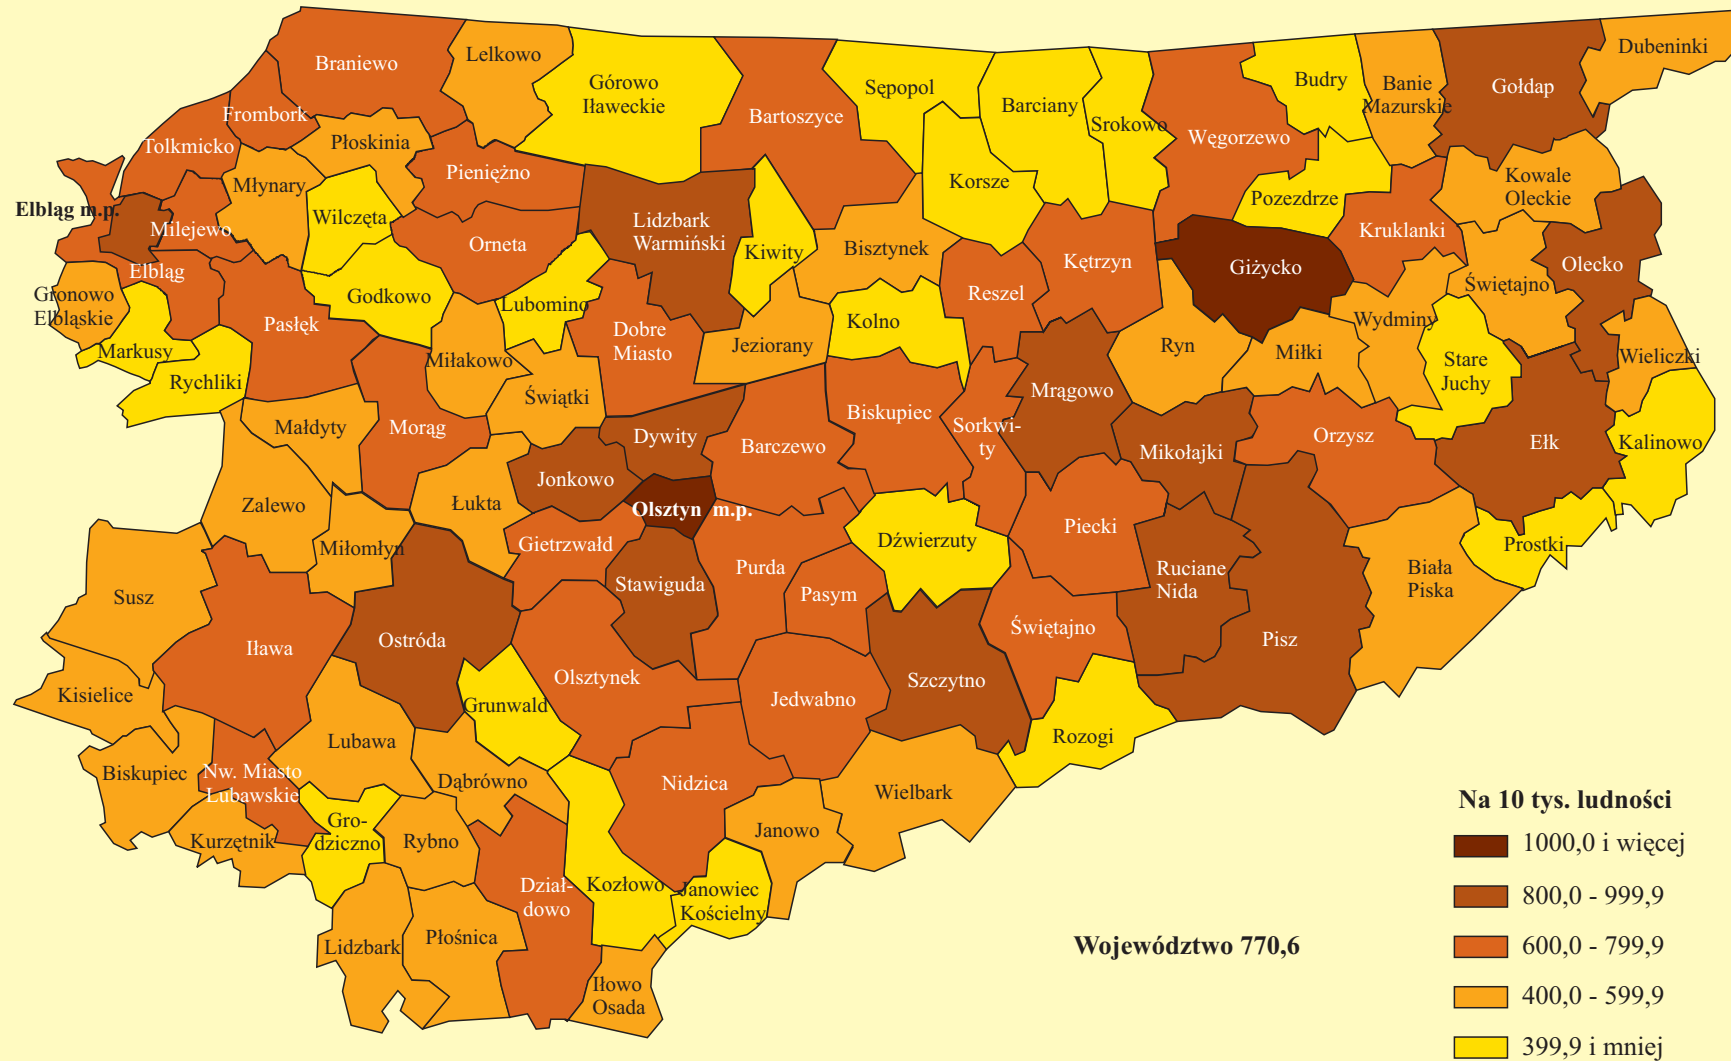 Braniewo
Lelkowo
Górowo
Iławeckie
Bartoszyce
Sępopol
Barciany
Srokowo
Węgorzewo
Budry
Banie
Mazurskie
Gołdap
Dubeninki
Frombork
Tolkmicko
Płoskinia
Pieniężno
Młynary
Wilczęta
Elbląg m.p.
Milejewo
Orneta
Lidzbark
Warmiński
Kiwity
Bisztynek
Korsze
Kętrzyn
Pozezdrze
Giżycko
Kruklanki
Kowale
Oleckie
Olecko
Świętajno
Elbląg
Gronowo
Elbląskie
Markusy
Rychliki
Pasłęk
Godkowo
Lubomino
Miłakowo
Dobre
Miasto
Jeziorany
Kolno
Reszel
Ryn
Miłki
Wydminy
Stare
Juchy
Wieliczki
Kalinowo
Ełk
Małdyty
Morąg
Świątki
Dywity
Barczewo
Biskupiec
Sorkwi-
ty
Mrągowo
Mikołajki
Orzysz
Zalewo
Miłomłyn
Łukta
Jonkowo
Olsztyn m.p.
Gietrzwałd
Stawiguda
Purda
Pasym
Dźwierzuty
Piecki
Ruciane
Nida
Pisz
Biała
Piska
Prostki
Susz
Iława
Ostróda
Olsztynek
Jedwabno
Szczytno
Świętajno
Rozogi
Kisielice
Biskupiec
Nw. Miasto
Lubawskie
Lubawa
Grunwald
Dąbrówno
Nidzica
Janowo
Wielbark
Kurzętnik
Gro-
dziczno
Rybno
Dział-
dowo
Kozłowo
Janowiec
Kościelny
Lidzbark
Płośnica
Iłowo
Osada
Województwo 770,6
Na 10 tys. ludności
1000,0 i więcej
800,0 - 999,9
600,0 - 799,9
400,0 - 599,9
399,9 i mniej